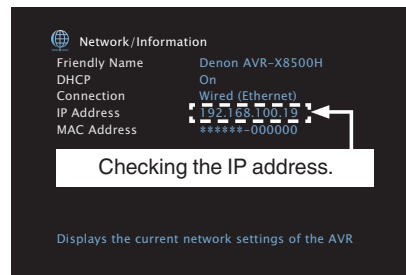 Network/Information
Friendly Name Denon AVR-X8500H
DHCP On
Connection Wired (Ethernet)
IP Address 192.168.100.19
MAC Address ******-000000
Checking the IP address.
Displays the current network settings of the AVR